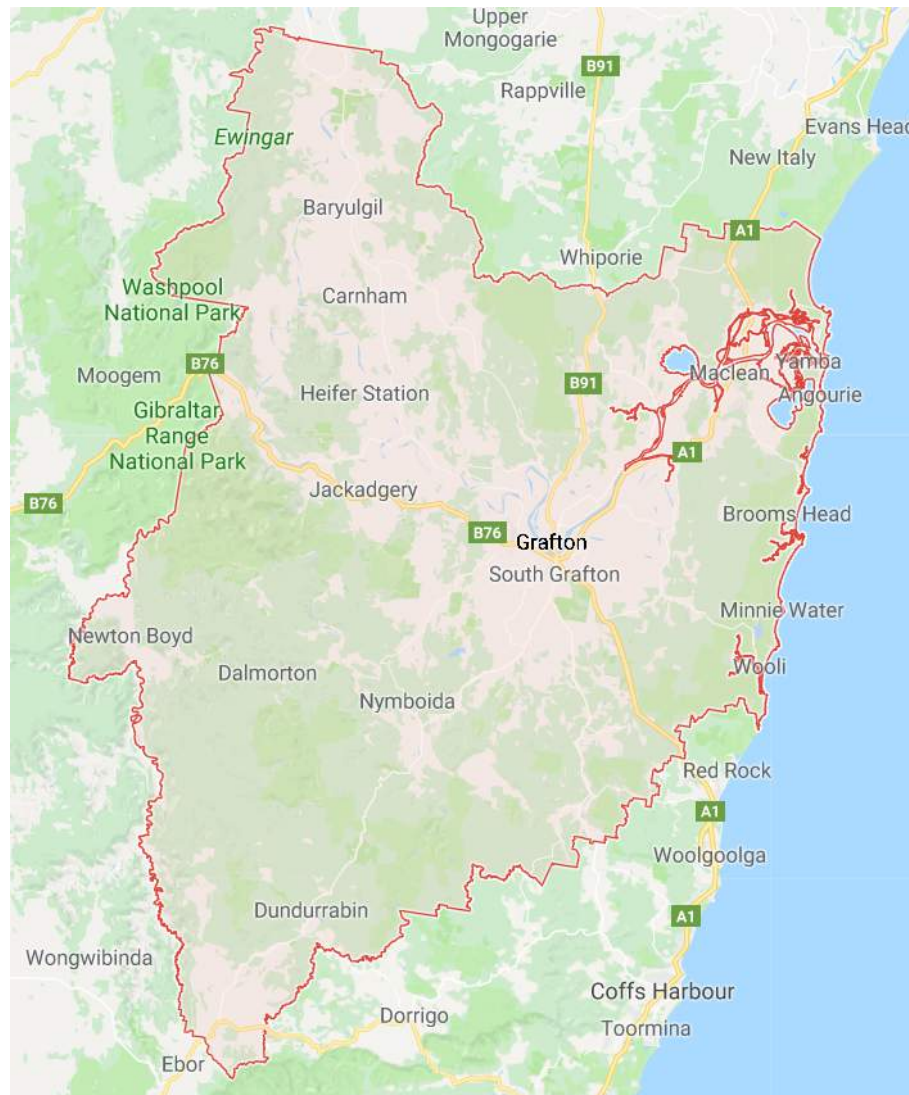 Upper
Mongogarie
B91
Rappville
Evans Head
Ewingar
New Italy
Baryulgil
A1
Whiporie
Washpool
National Park
Carnham
B76
Moogem
Maclean
Yamba
B91
Heifer Station
Angourie
Gibraltar
Range
National Park
A1
Jackadgery
B76
Brooms Head
B76
Grafton
South Grafton
Minnie Water
Newton Boyd
Dalmorton
Wooli
Nymboida
Red Rock
A1
Woolgoolga
Dundurrabin
A1
Wongwibinda
Coffs Harbour
Dorrigo
Toormina
Ebor